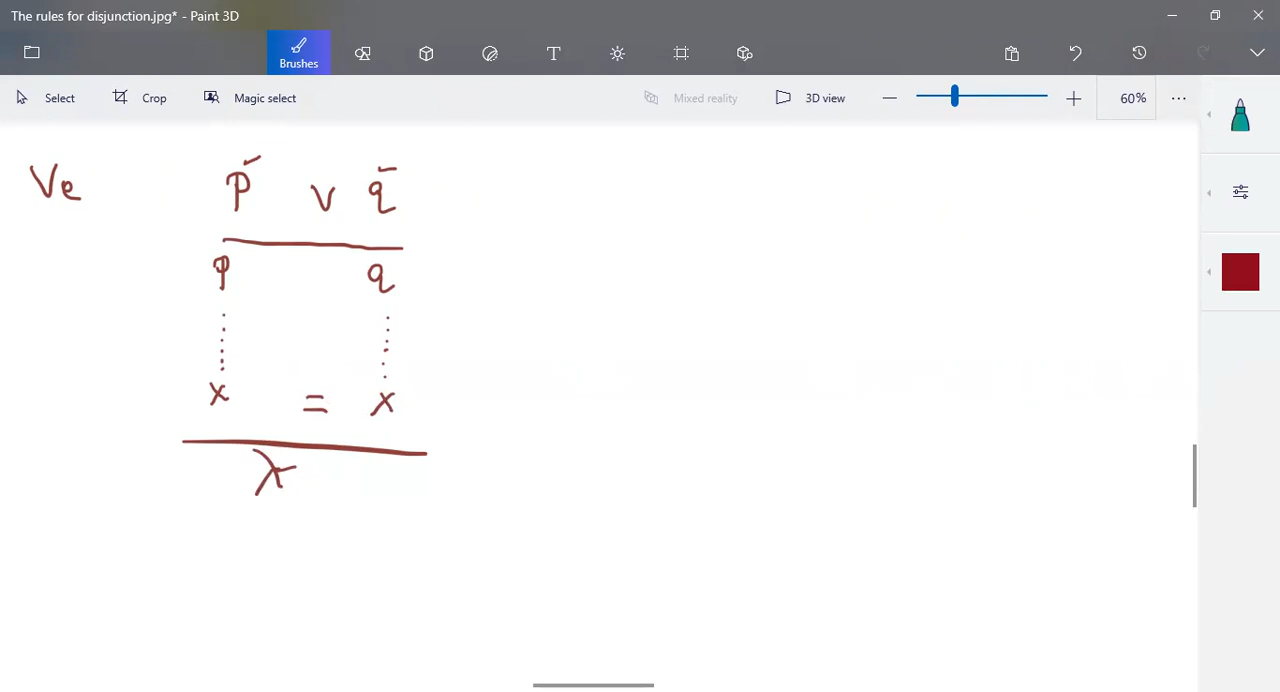 The rules for disjunction.jpg* - Paint 3D
Brushes
Select Crop Magic select Mixed reality 3D view 60%
Ve p v q
p q
x = x
x